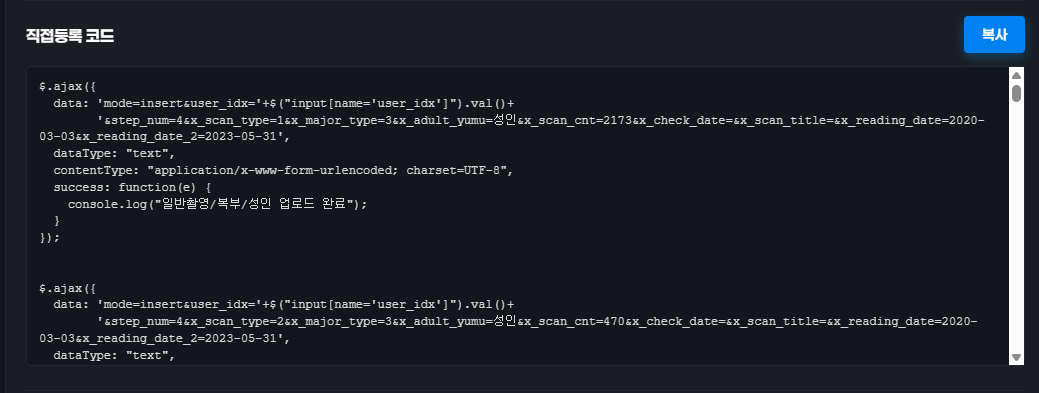 직접등록 코드
복사
$.ajax({
  data: 'mode=insert&user_idx='+$("input[name='user_idx']").val()+
        '&step_num=4&x_scan_type=1&x_major_type=3&x_adult_yumu=성인&x_scan_cnt=2173&x_check_date=&x_scan_title=&x_reading_date=2020-
03-03&x_reading_date_2=2023-05-31',
  dataType: "text",
  contentType: "application/x-www-form-urlencoded; charset=UTF-8",
  success: function(e) {
    console.log("일반촬영/복부/성인 업로드 완료");
  }
});
$.ajax({
  data: 'mode=insert&user_idx='+$("input[name='user_idx']").val()+
        '&step_num=4&x_scan_type=2&x_major_type=3&x_adult_yumu=성인&x_scan_cnt=470&x_check_date=&x_scan_title=&x_reading_date=2020-
03-03&x_reading_date_2=2023-05-31',
  dataType: "text",